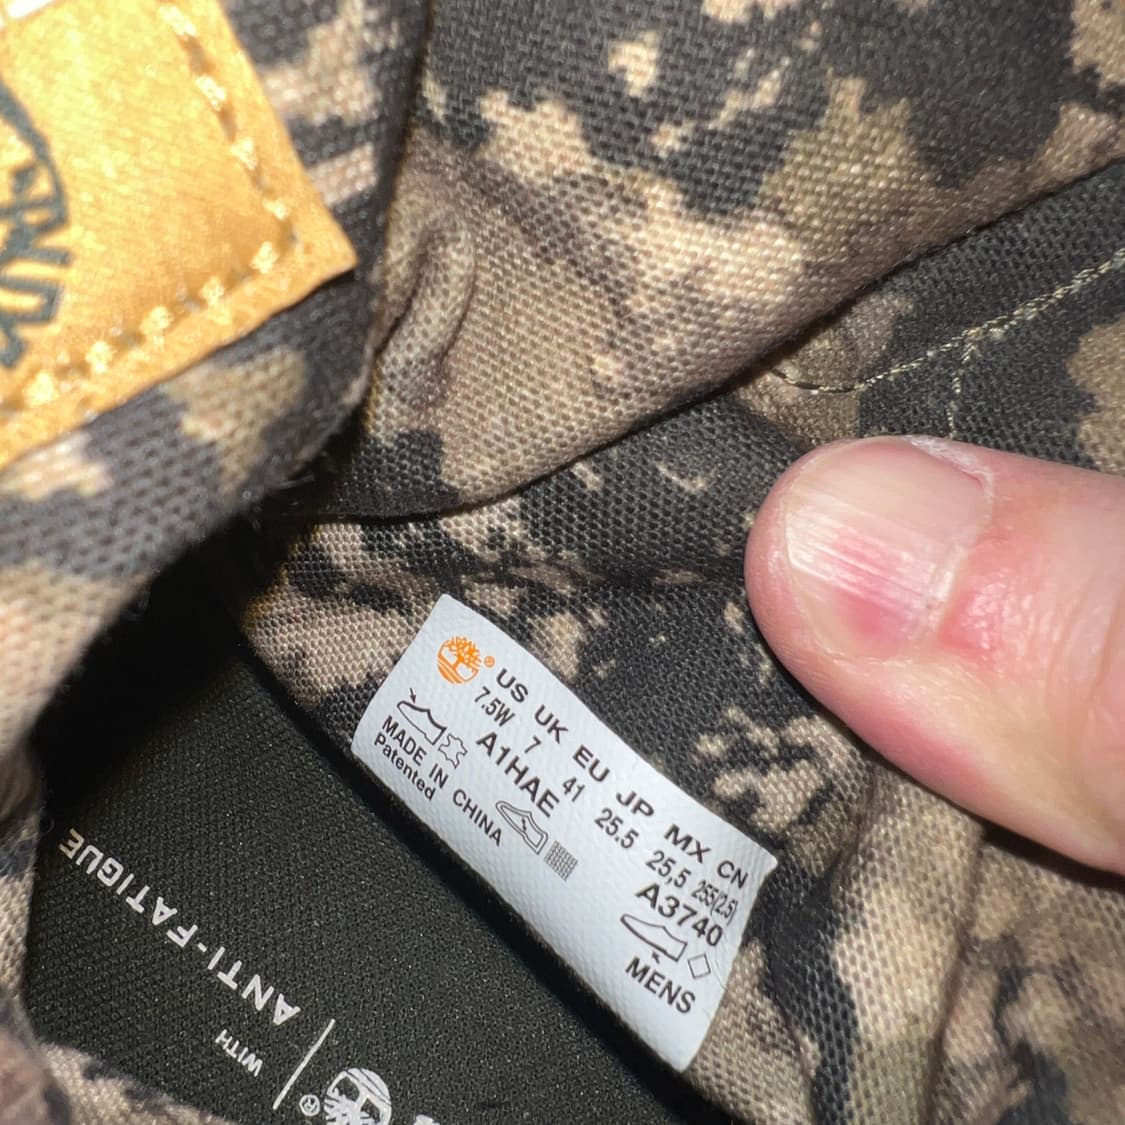 US UK EU JP MX CN
7.5W 7 41 25.5 25,5 255(2.5)
A1HAE A3740
MADE IN CHINA
Patented
MENS
WITH ANTI-FATIGUE